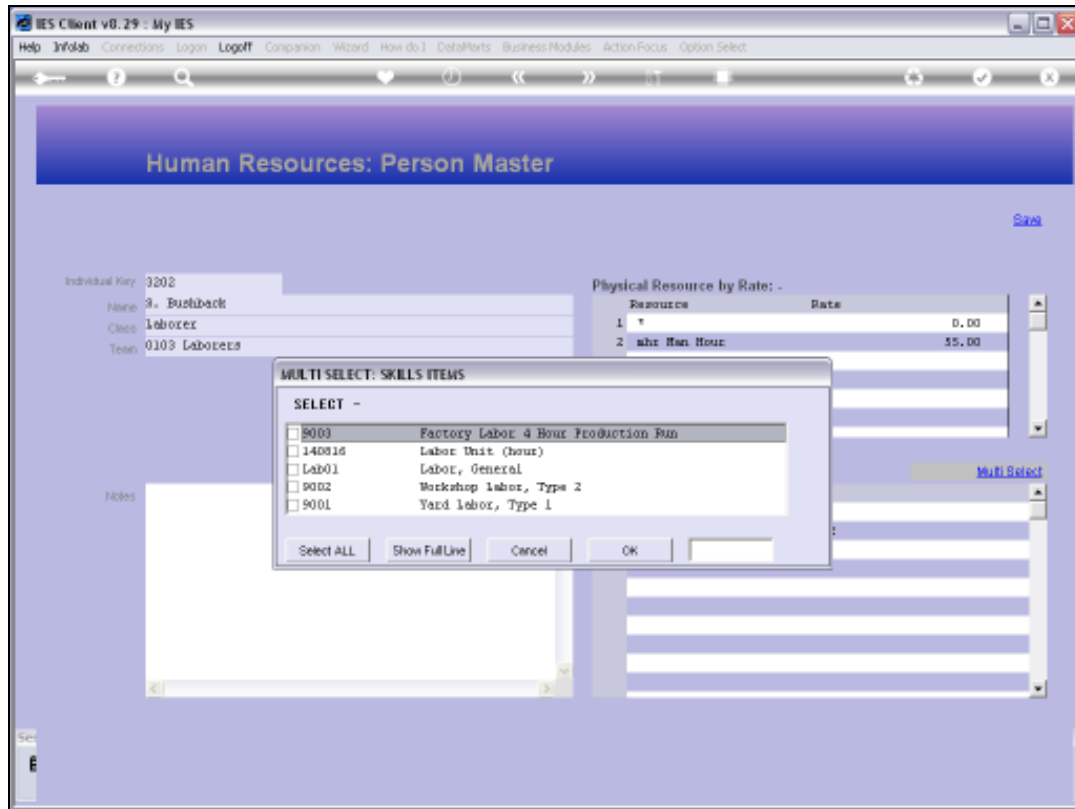 IES Client v8.29 : My IES
Help Infolab Connections Logon Logoff Companion Wizard How do I DataMarts Business Modules Action Focus Option Select
Human Resources: Person Master
Save
Individual Key 3202
Name Bushback
Class Laborer
Team 0103 Laborers
Physical Resource by Rate: -
Resource Rate
1 * 0.00
2 mhr Man Hour 55.00
MULTI SELECT: SKILLS ITEMS
SELECT -
9003 Factory Labor 4 Hour Production Run
140816 Labor Unit (hour)
Lab01 Labor, General
9002 Workshop Labor, Type 2
9001 Yard Labor, Type 1
Select ALL Show Full Line Cancel OK
Multi Select
Notes